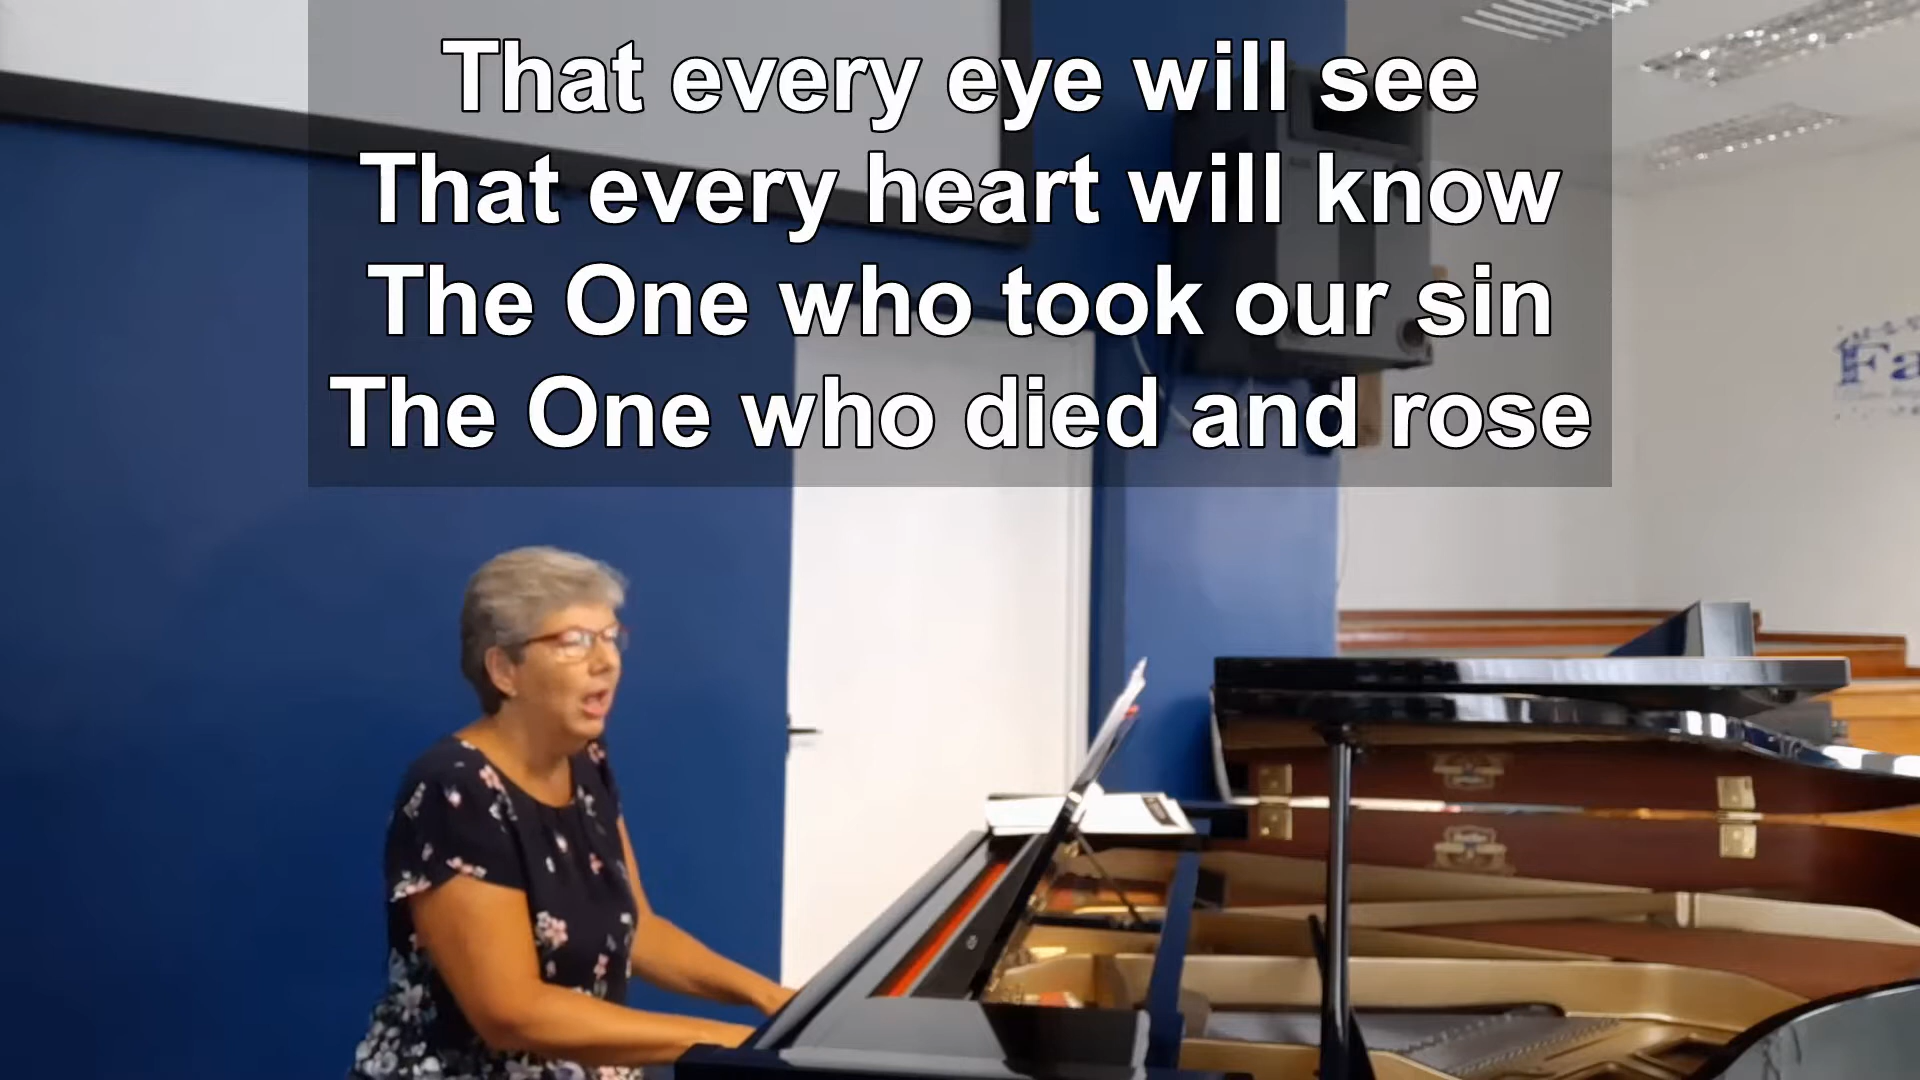 That every eye will see
That every heart will know
The One who took our sin
The One who died and rose
Fa